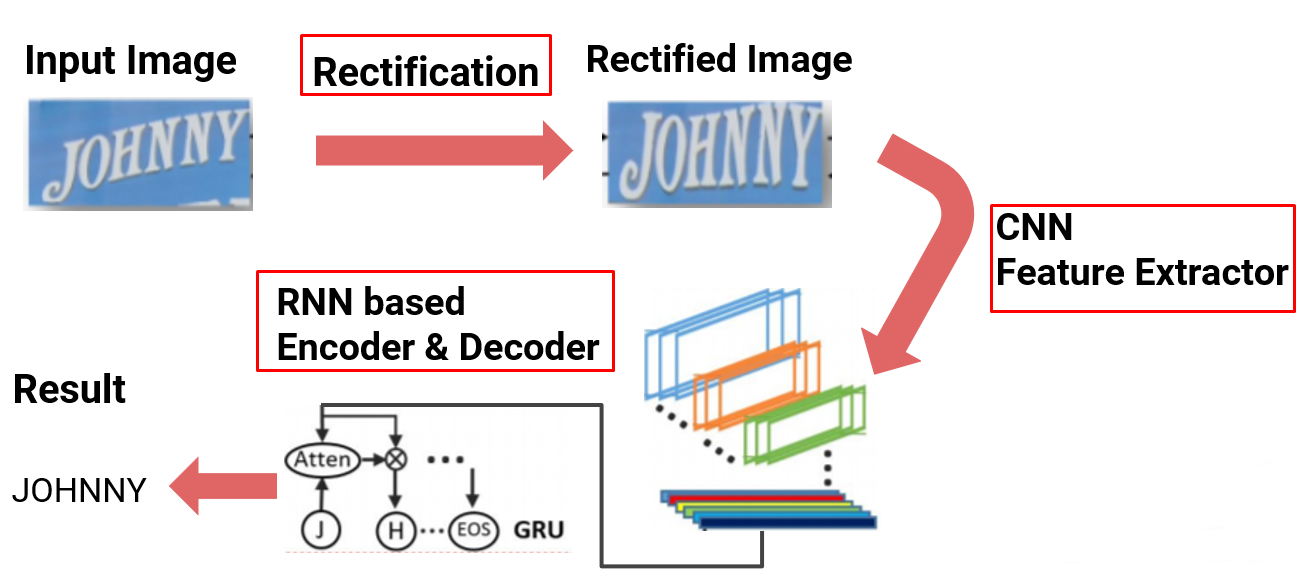 Input Image
Rectification
Rectified Image
JOHNNY
JOHNNY
CNN
Feature Extractor
RNN based
Encoder & Decoder
Result
Atten
JOHNNY
J
H
EOS
GRU